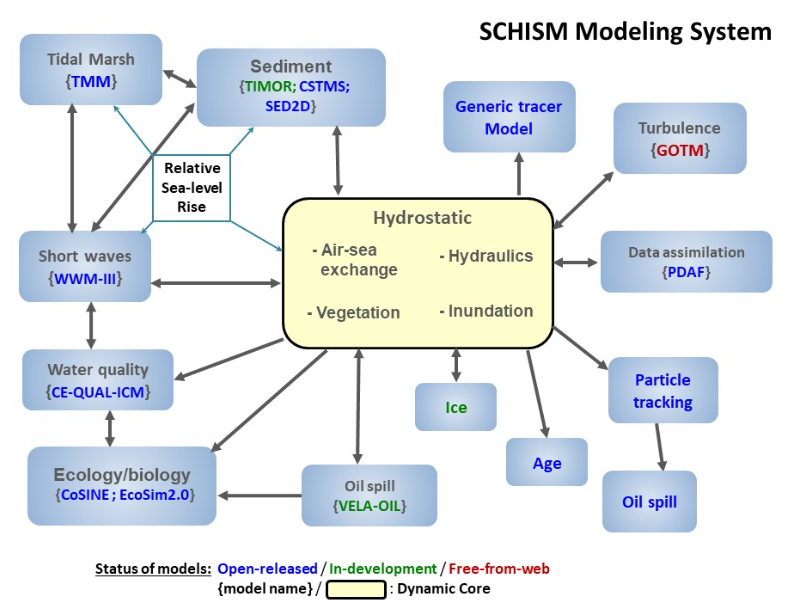 SCHISM Modeling System
Tidal Marsh
{TMM}
Sediment
{TIMOR; CSTMS;
SED2D}
Generic tracer
Model
Turbulence
{GOTM}
Relative
Sea-level
Rise
Hydrostatic
- Air-sea
exchange
- Hydraulics
- Vegetation
- Inundation
Short waves
{WWM-III}
Data assimilation
{PDAF}
Water quality
{CE-QUAL-ICM}
Ice
Particle
tracking
Ecology/biology
{CoSINE ; EcoSim2.0}
Oil spill
{VELA-OIL}
Age
Oil spill
Status of models: Open-released / In-development / Free-from-web
{model name} / : Dynamic Core